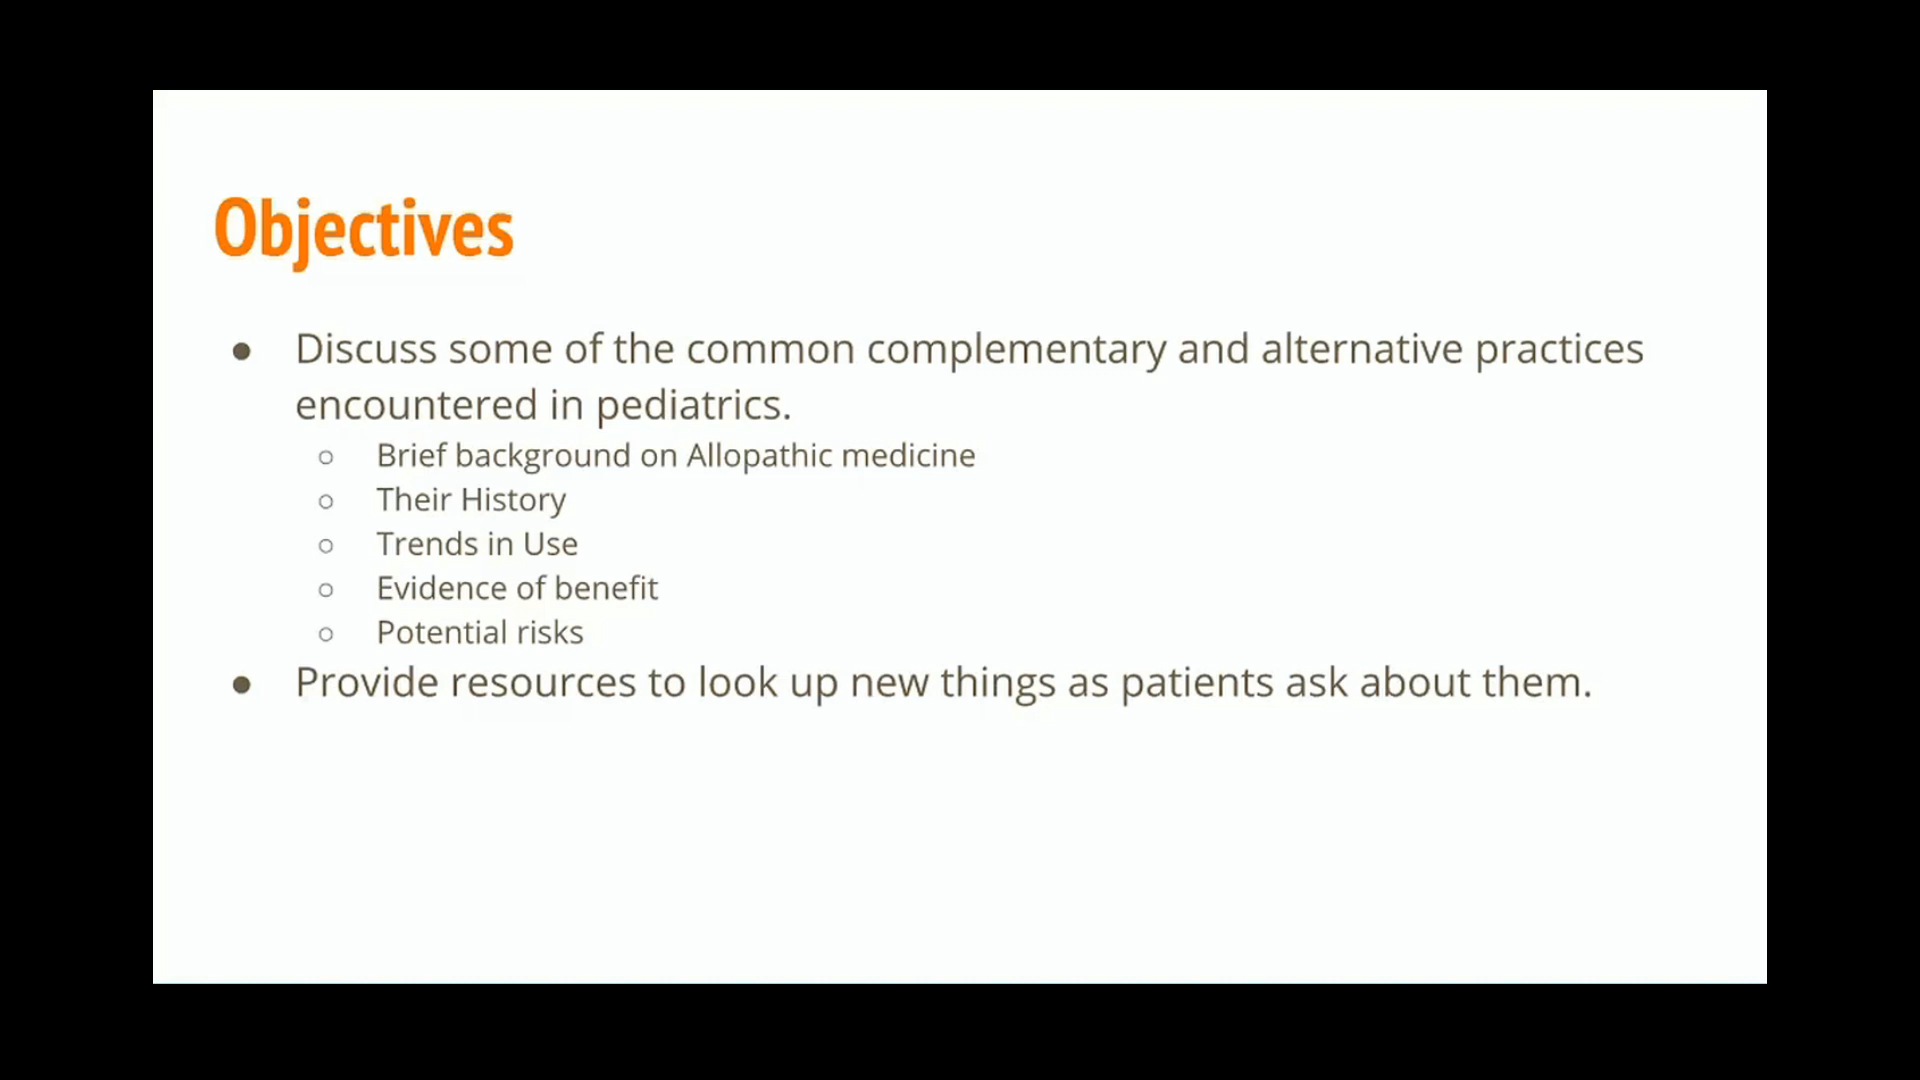 Objectives
● Discuss some of the common complementary and alternative practices
encountered in pediatrics.
○ Brief background on Allopathic medicine
○ Their History
○ Trends in Use
○ Evidence of benefit
○ Potential risks
● Provide resources to look up new things as patients ask about them.